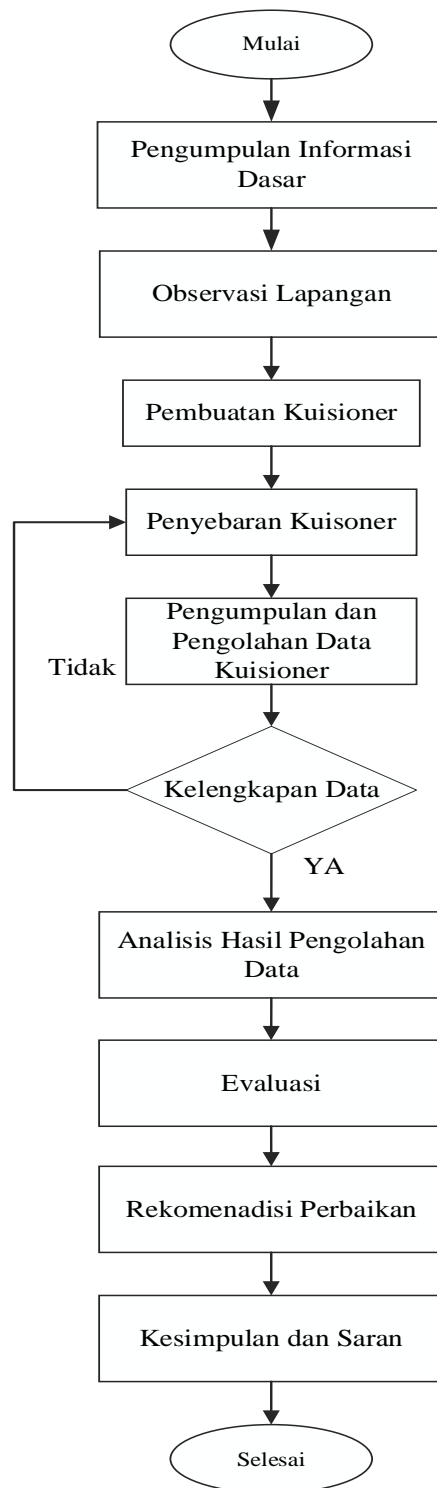 Mulai
Pengumpulan Informasi
Dasar
Observasi Lapangan
Pembuatan Kuisioner
Penyebaran Kuisoner
Pengumpulan dan
Pengolahan Data
Kuisioner
Tidak
Kelengkapan Data
YA
Analisis Hasil Pengolahan
Data
Evaluasi
Rekomenadisi Perbaikan
Kesimpulan dan Saran
Selesai